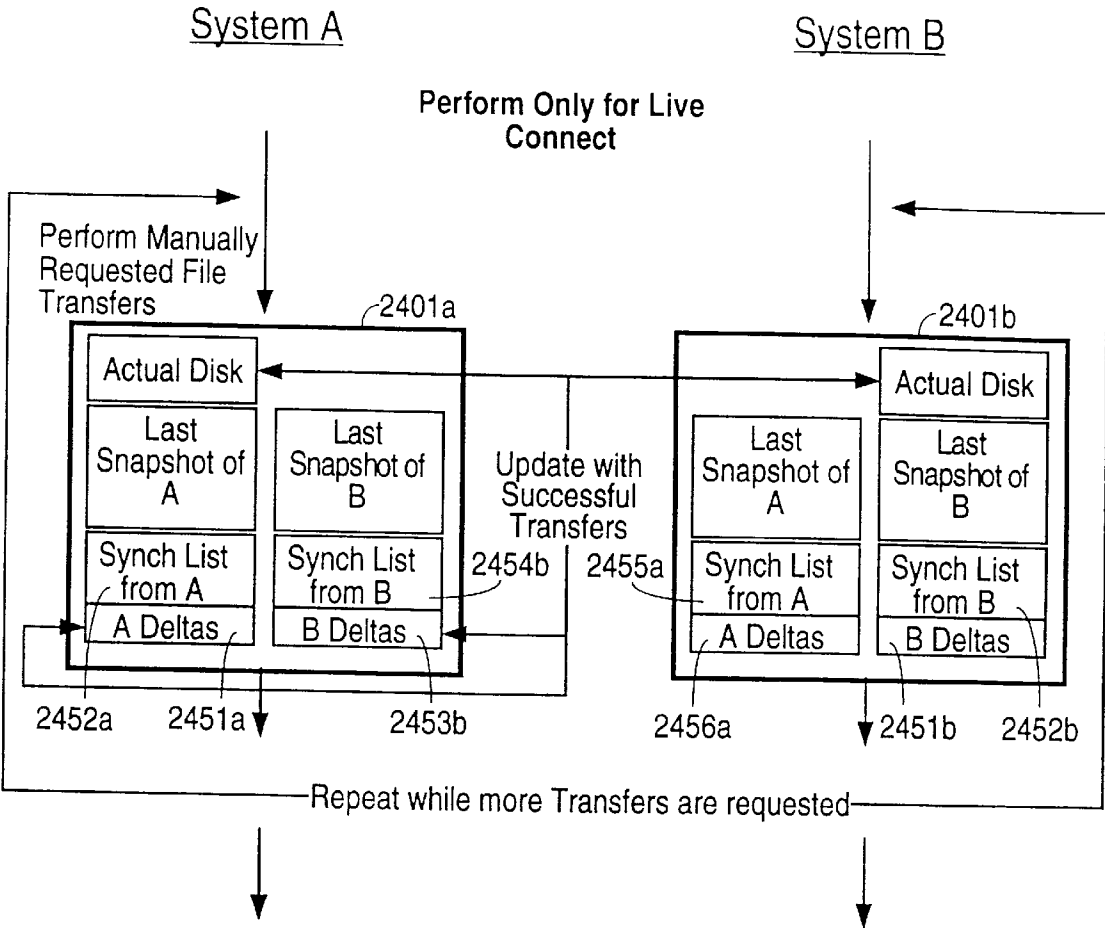 System A
System B
Perform Only for Live
Connect
Perform Manually
Requested File
Transfers
2401a
2401b
Actual Disk
Actual Disk
Last
Snapshot of
A
Last
Snapshot of
B
Update with
Successful
Transfers
Last
Snapshot of
A
Last
Snapshot of
B
Synch List
from A
Synch List
from B
2454b
2455a
Synch List
from A
Synch List
from B
A Deltas
B Deltas
A Deltas
B Deltas
2452a
2451a
2453b
2456a
2451b
2452b
Repeat while more Transfers are requested